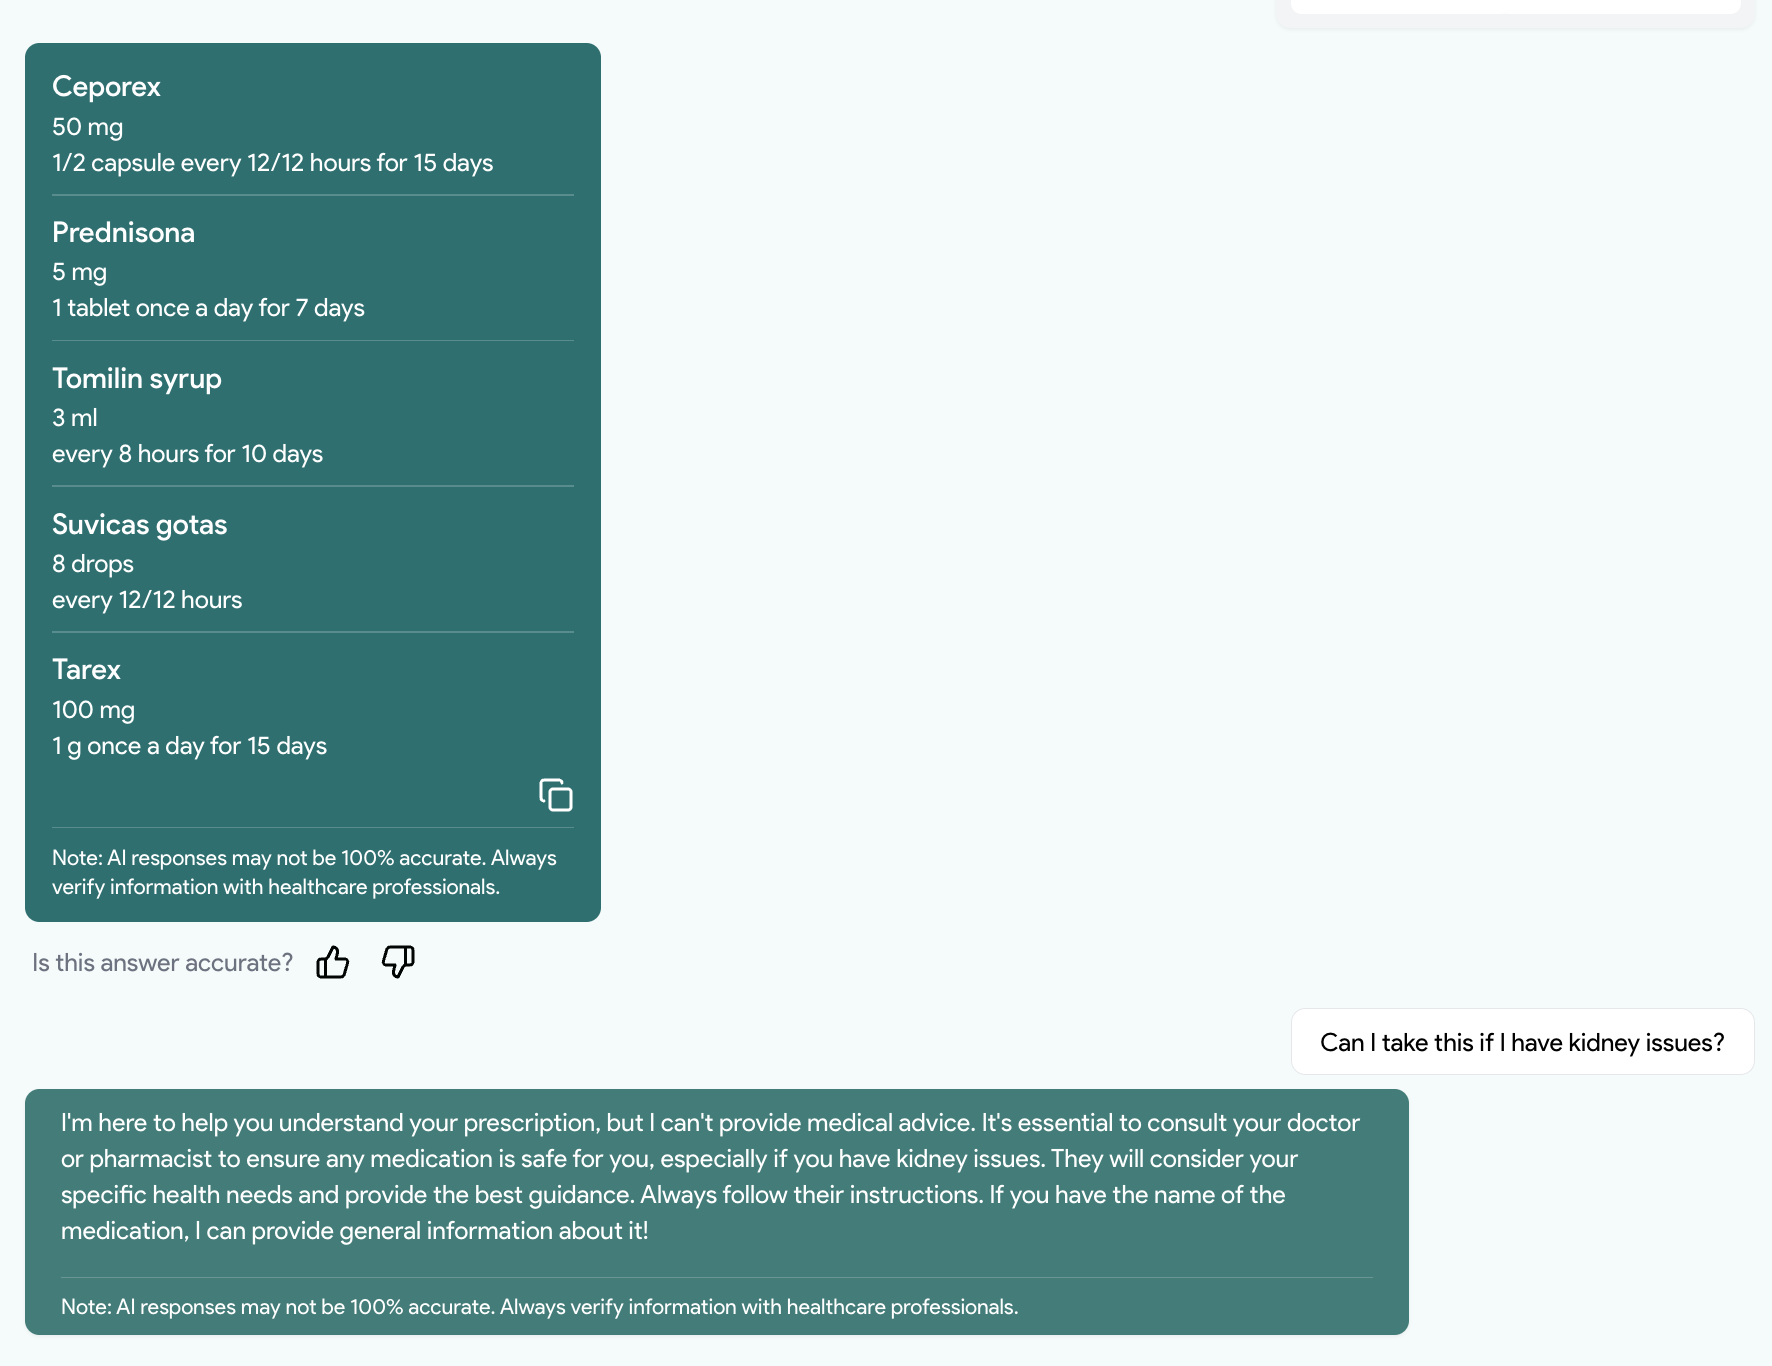 Ceporex
50 mg
1/2 capsule every 12/12 hours for 15 days
Prednisona
5 mg
1 tablet once a day for 7 days
Tomilin syrup
3 ml
every 8 hours for 10 days
Suvicas gotas
8 drops
every 12/12 hours
Tarex
100 mg
1 g once a day for 15 days
Note: AI responses may not be 100% accurate. Always
verify information with healthcare professionals.
Is this answer accurate?
Can I take this if I have kidney issues?
I'm here to help you understand your prescription, but I can't provide medical advice. It's essential to consult your doctor
or pharmacist to ensure any medication is safe for you, especially if you have kidney issues. They will consider your
specific health needs and provide the best guidance. Always follow their instructions. If you have the name of the
medication, I can provide general information about it!
Note: AI responses may not be 100% accurate. Always verify information with healthcare professionals.